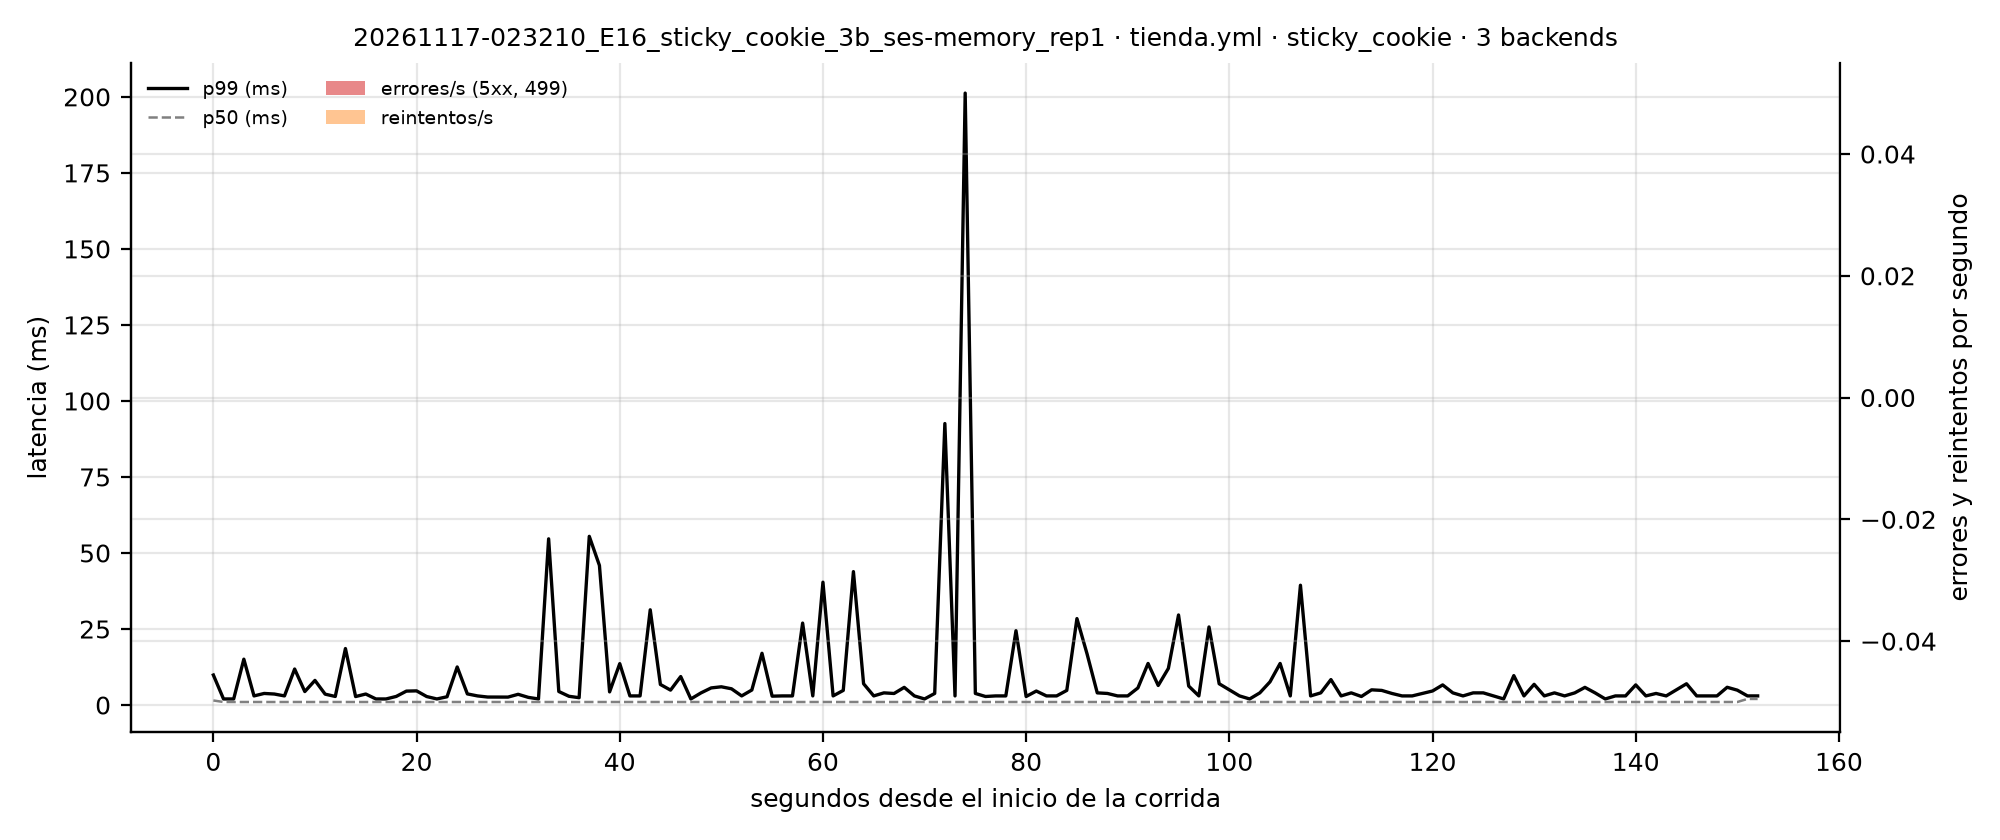 20261117-023210_E16_sticky_cookie_3b_ses-memory_rep1 · tienda.yml · sticky_cookie · 3 backends
p99 (ms)
p50 (ms)
errores/s (5xx, 499)
reintentos/s
latencia (ms)
200
175
150
125
100
75
50
25
0
0.04
0.02
0.00
−0.02
−0.04
errores y reintentos por segundo
0 20 40 60 80 100 120 140 160
segundos desde el inicio de la corrida